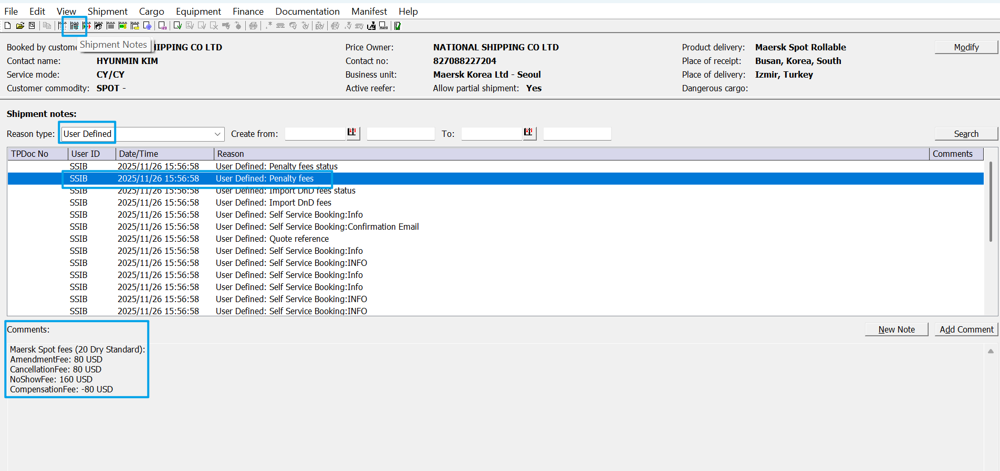 File Edit View Shipment Cargo Equipment Finance Documentation Manifest Help
Shipment Notes
Booked by custome HIPPING CO LTD Price Owner: NATIONAL SHIPPING CO LTD Product delivery: Maersk Spot Rollable Modify
Contact name: HYUNMIN KIM Contact no: 827088227204 Place of receipt: Busan, Korea, South
Service mode: CY/CY Business unit: Maersk Korea Ltd - Seoul Place of delivery: Izmir, Turkey
Customer commodity: SPOT - Active reefer: Allow partial shipment: Yes Dangerous cargo:
Shipment notes:
Reason type: User Defined Create from: To: Search
TPDoc No User ID Date/Time Reason Comments
SSIB 2025/11/26 15:56:58 User Defined: Penalty fees status
SSIB 2025/11/26 15:56:58 User Defined: Penalty fees
SSIB 2025/11/26 15:56:58 User Defined: Import DnD fees status
SSIB 2025/11/26 15:56:58 User Defined: Import DnD fees
SSIB 2025/11/26 15:56:58 User Defined: Self Service Booking:Info
SSIB 2025/11/26 15:56:58 User Defined: Self Service Booking:Confirmation Email
SSIB 2025/11/26 15:56:58 User Defined: Quote reference
SSIB 2025/11/26 15:56:58 User Defined: Self Service Booking:Info
SSIB 2025/11/26 15:56:58 User Defined: Self Service Booking:INFO
SSIB 2025/11/26 15:56:58 User Defined: Self Service Booking:Info
SSIB 2025/11/26 15:56:58 User Defined: Self Service Booking:Info
SSIB 2025/11/26 15:56:58 User Defined: Self Service Booking:INFO
SSIB 2025/11/26 15:56:58 User Defined: Self Service Booking:INFO
Comments: New Note Add Comment
Maersk Spot fees (20 Dry Standard):
AmendmentFee: 80 USD
CancellationFee: 80 USD
NoShowFee: 160 USD
CompensationFee: -80 USD